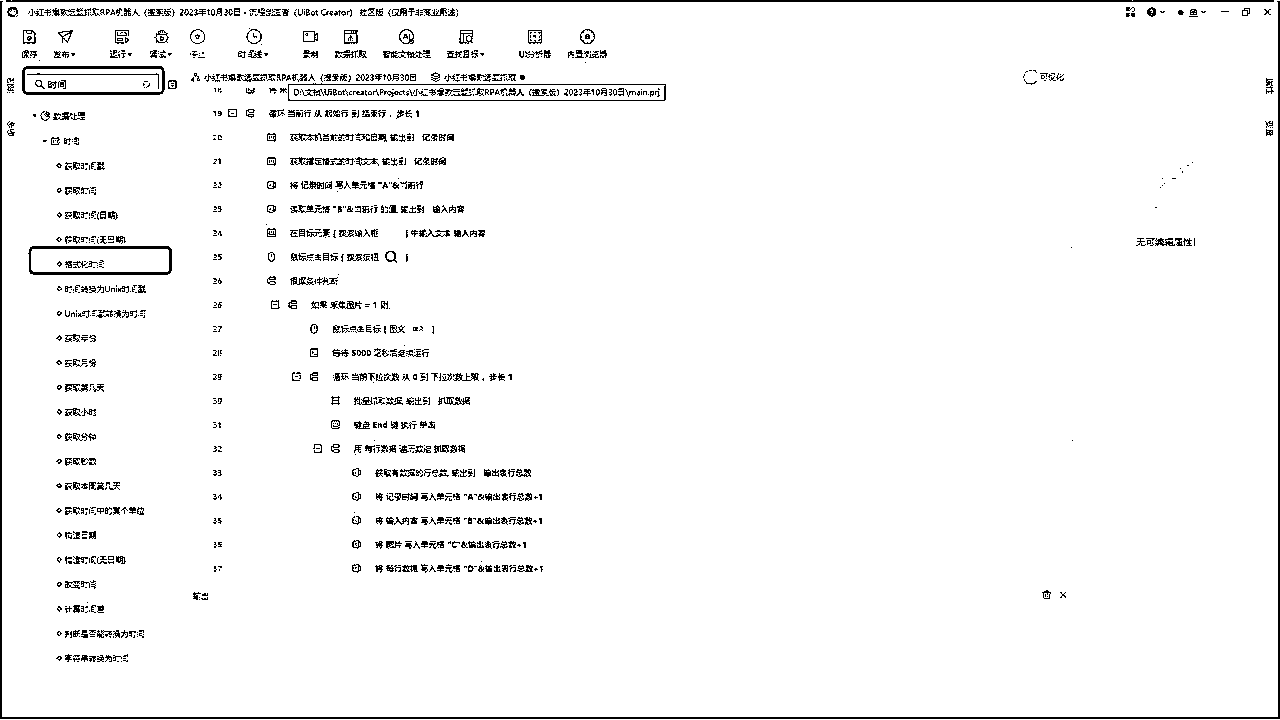 小红书爆款选题抓取RPA机器人（搜索版）2023年10月30日 - 流程创造者（UiBot Creator） 社区版（仅用于非商业用途）
保存 发布 运行 调试 停止 时间线 录制 数据抓取 智能文档处理 查找目标 UI分析器 内置浏览器
时间
小红书爆款选题抓取RPA机器人（搜索版）2023年10月30日 小红书爆款选题抓取
可视化
D:\文档\UiBot\creator\Projects\小红书爆款选题抓取RPA机器人（搜索版）2023年10月30日\main.prj
数据处理
时间
获取时间戳
获取时间
获取时间(日期)
获取时间(无日期)
格式化时间
时间转换为Unix时间戳
Unix时间戳转换为时间
获取年份
获取月份
获取第几天
获取小时
获取分钟
获取秒数
获取本周第几天
获取时间中的某个单位
构造日期
构造时间(无日期)
改变时间
计算时间差
判断是否能转换为时间
字符串转换为时间
18 将
19 循环 当前行 从 起始行 到 结束行 ，步长 1
20 获取本机当前的时间和日期, 输出到 记录时间
21 获取指定格式的时间文本, 输出到 记录时间
22 将 记录时间 写入单元格 "A"&当前行
23 读取单元格 "B"&当前行 的值, 输出到 输入内容
24 在目标元素 [ 搜索输入框 ] 中输入文本 输入内容
25 鼠标点击目标 [ 搜索按钮 ]
26 根据条件判断
26 如果 采集图片 = 1 则
27 鼠标点击目标 [ 图文 ]
28 等待 5000 毫秒后继续运行
29 循环 当前下拉次数 从 0 到 下拉次数上限 ，步长 1
30 批量抓取数据, 输出到 抓取数据
31 键盘 End 键 执行 单击
32 用 每行数据 遍历数组 抓取数据
33 获取有数据的行总数, 输出到 输出表行总数
34 将 记录时间 写入单元格 "A"&输出表行总数+1
35 将 输入内容 写入单元格 "B"&输出表行总数+1
36 将 图片 写入单元格 "C"&输出表行总数+1
37 将 每行数据 写入单元格 "D"&输出表行总数+1
无可编辑属性!
输出